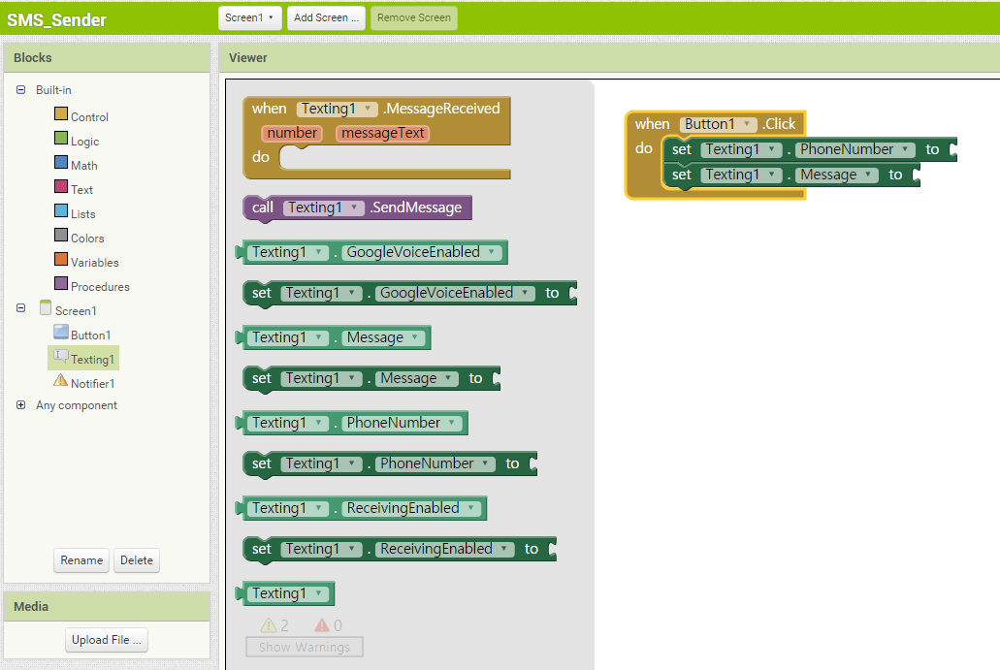 SMS_Sender
Screen1 Add Screen ... Remove Screen
Blocks
Built-in
Control
Logic
Math
Text
Lists
Colors
Variables
Procedures
Screen1
Button1
Texting1
Notifier1
Any component
Rename Delete
Media
Upload File ...
Viewer
when Texting1 .MessageReceived
number messageText
do
call Texting1 .SendMessage
Texting1 . GoogleVoiceEnabled
set Texting1 . GoogleVoiceEnabled to
Texting1 . Message
set Texting1 . Message to
Texting1 . PhoneNumber
set Texting1 . PhoneNumber to
Texting1 . ReceivingEnabled
set Texting1 . ReceivingEnabled to
Texting1
2 0
Show Warnings
when Button1 .Click
do set Texting1 . PhoneNumber to
set Texting1 . Message to